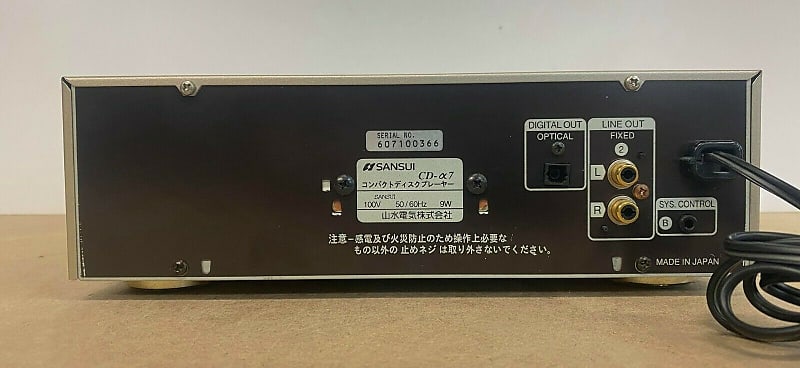 SERIAL NO.
607100366
SANSUI
CD-α7
コンパクトディスクプレーヤー
SANSUI
100V 50/60Hz 9W
山水電気株式会社
注意-感電及び火災防止のため操作上必要な
もの以外の 止めネジ は取り外さないでください。
DIGITAL OUT
OPTICAL
LINE OUT
FIXED
2
L
R
SYS. CONTROL
B
MADE IN JAPAN